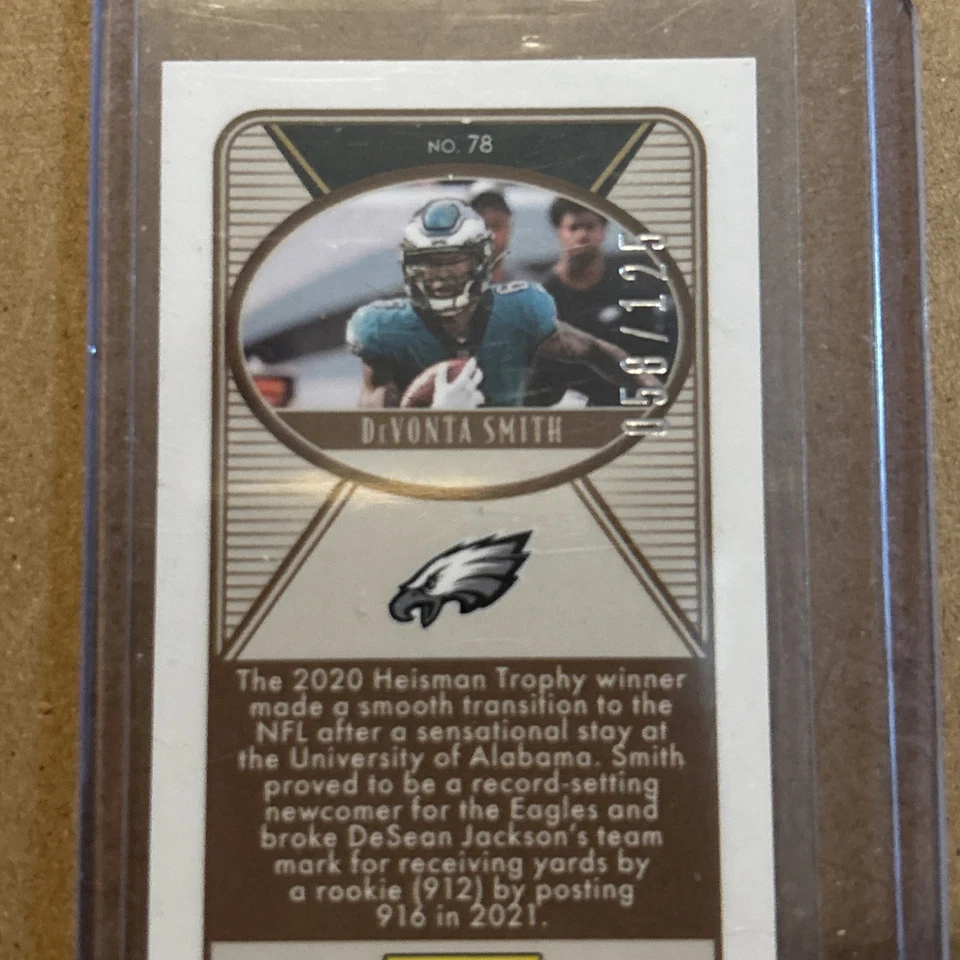 NO. 78
058/125
DeVONTA SMITH
The 2020 Heisman Trophy winner
made a smooth transition to the
NFL after a sensational stay at
the University of Alabama. Smith
proved to be a record-setting
newcomer for the Eagles and
broke DeSean Jackson's team
mark for receiving yards by
a rookie (912) by posting
916 in 2021.